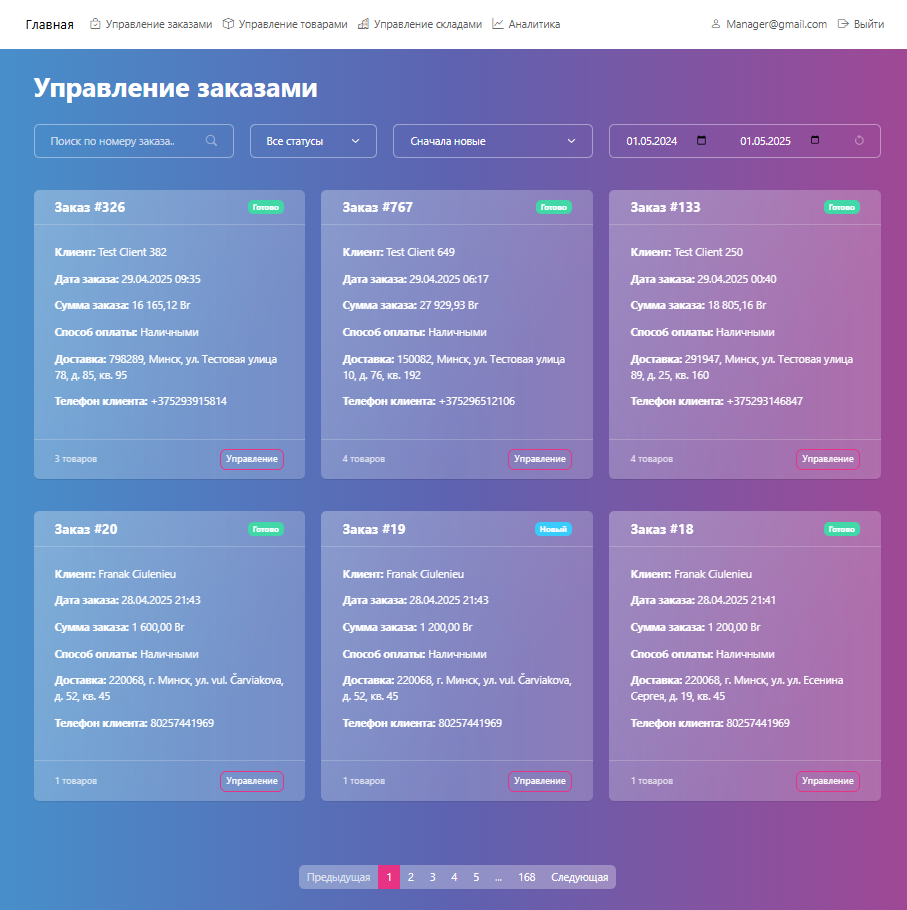 Главная Управление заказами Управление товарами Управление складами Аналитика Manager@gmail.com Выйти
Управление заказами
Поиск по номеру заказа.. Все статусы Сначала новые 01.05.2024 01.05.2025
Заказ #326 Готово
Клиент: Test Client 382
Дата заказа: 29.04.2025 09:35
Сумма заказа: 16 165,12 Br
Способ оплаты: Наличными
Доставка: 798289, Минск, ул. Тестовая улица
78, д. 85, кв. 95
Телефон клиента: +375293915814
3 товаров Управление
Заказ #767 Готово
Клиент: Test Client 649
Дата заказа: 29.04.2025 06:17
Сумма заказа: 27 929,93 Br
Способ оплаты: Наличными
Доставка: 150082, Минск, ул. Тестовая улица
10, д. 76, кв. 192
Телефон клиента: +375296512106
4 товаров Управление
Заказ #133 Готово
Клиент: Test Client 250
Дата заказа: 29.04.2025 00:40
Сумма заказа: 18 805,16 Br
Способ оплаты: Наличными
Доставка: 291947, Минск, ул. Тестовая улица
89, д. 25, кв. 160
Телефон клиента: +375293146847
4 товаров Управление
Заказ #20 Готово
Клиент: Franak Ciulenieu
Дата заказа: 28.04.2025 21:43
Сумма заказа: 1 600,00 Br
Способ оплаты: Наличными
Доставка: 220068, г. Минск, ул. vul. Čarviakova,
д. 52, кв. 45
Телефон клиента: 80257441969
1 товаров Управление
Заказ #19 Новый
Клиент: Franak Ciulenieu
Дата заказа: 28.04.2025 21:43
Сумма заказа: 1 200,00 Br
Способ оплаты: Наличными
Доставка: 220068, г. Минск, ул. vul. Čarviakova,
д. 52, кв. 45
Телефон клиента: 80257441969
1 товаров Управление
Заказ #18 Готово
Клиент: Franak Ciulenieu
Дата заказа: 28.04.2025 21:41
Сумма заказа: 1 200,00 Br
Способ оплаты: Наличными
Доставка: 220068, г. Минск, ул. ул. Есенина
Сергея, д. 19, кв. 45
Телефон клиента: 80257441969
1 товаров Управление
Предыдущая 1 2 3 4 5 ... 168 Следующая